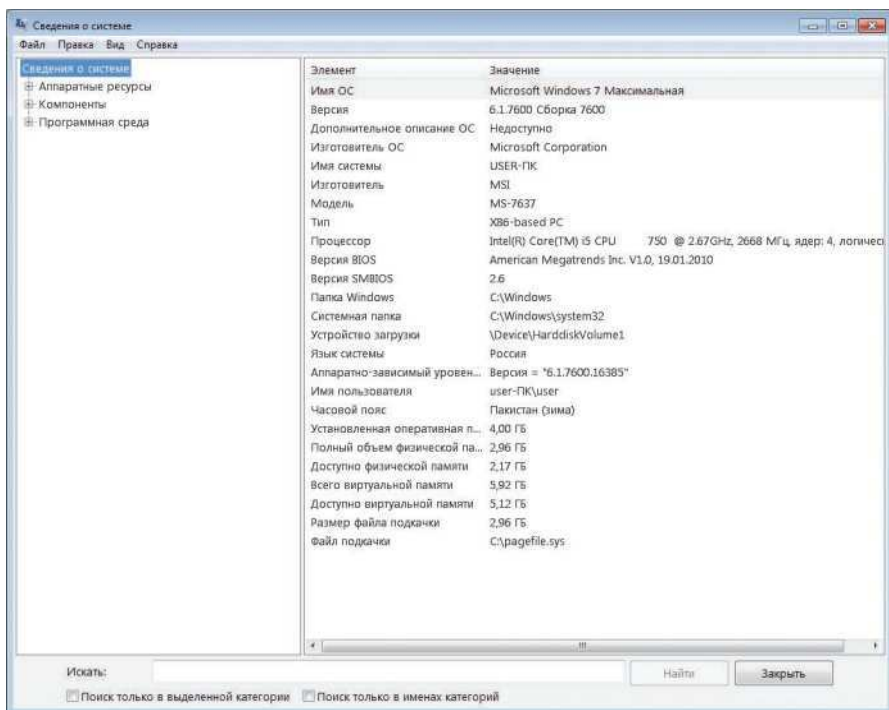 Сведения о системе
Файл Правка Вид Справка
Сведения о системе
Аппаратные ресурсы
Компоненты
Программная среда
Элемент Значение
Имя ОС Microsoft Windows 7 Максимальная
Версия 6.1.7600 Сборка 7600
Дополнительное описание ОС Недоступно
Изготовитель ОС Microsoft Corporation
Имя системы USER-ПК
Изготовитель MSI
Модель MS-7637
Тип X86-based PC
Процессор Intel(R) Core(TM) i5 CPU 750 @ 2.67GHz, 2668 МГц, ядер: 4, логичес
Версия BIOS American Megatrends Inc. V1.0, 19.01.2010
Версия SMBIOS 2.6
Папка Windows C:\Windows
Системная папка C:\Windows\system32
Устройство загрузки \Device\HarddiskVolume1
Язык системы Россия
Аппаратно-зависимый уровен... Версия = "6.1.7600.16385"
Имя пользователя user-ПК\user
Часовой пояс Пакистан (зима)
Установленная оперативная п... 4,00 ГБ
Полный объем физической па... 2,96 ГБ
Доступно физической памяти 2,17 ГБ
Всего виртуальной памяти 5,92 ГБ
Доступно виртуальной памяти 5,12 ГБ
Размер файла подкачки 2,96 ГБ
Файл подкачки C:\pagefile.sys
Искать: Найти Закрыть
Поиск только в выделенной категории Поиск только в именах категорий